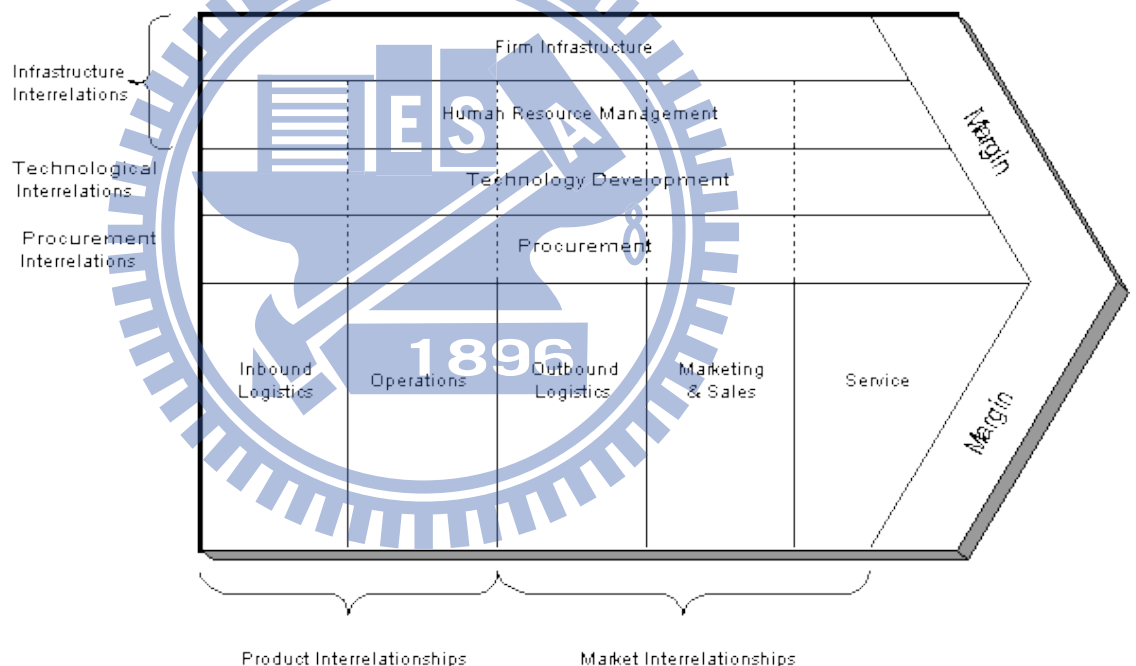 Firm Infrastructure
Infrastructure
Interrelations
Human Resource Management
Margin
Technological
Interrelations
Technology Development
Procurement
Interrelations
Procurement
E S A
8
1896
Inbound
Logistics
Operations
Outbound
Logistics
Marketing
& Sales
Service
Margin
Product Interrelationships
Market Interrelationships